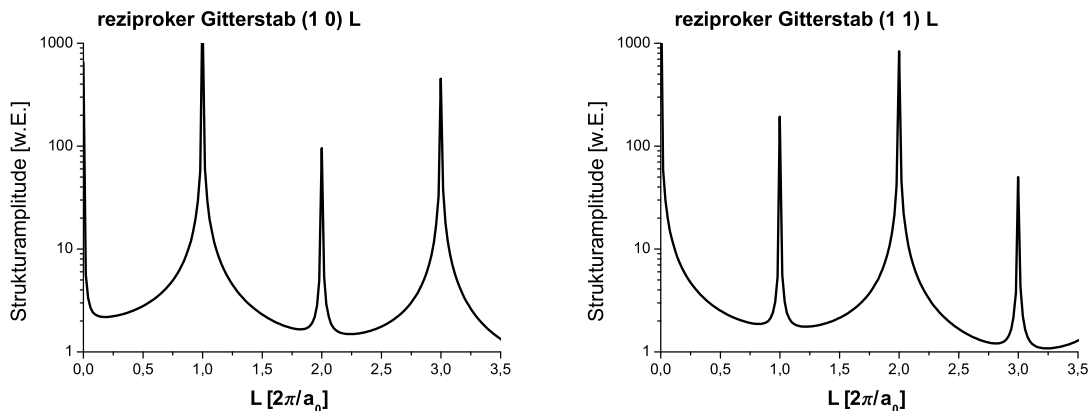 reziproker Gitterstab (1 0) L
Strukturamplitude [w.E.]
1000
100
10
1
0,0 0,5 1,0 1,5 2,0 2,5 3,0 3,5
L [2π/a₀]
reziproker Gitterstab (1 1) L
Strukturamplitude [w.E.]
1000
100
10
1
0,0 0,5 1,0 1,5 2,0 2,5 3,0 3,5
L [2π/a₀]